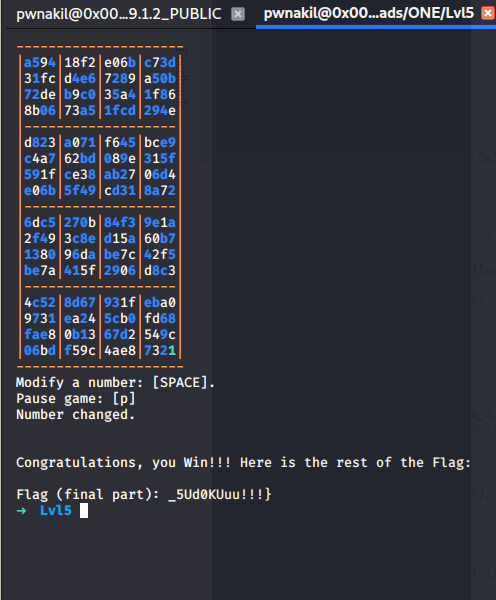 pwnakil@0x00...9.1.2_PUBLIC
pwnakil@0x00...ads/ONE/Lvl5
---------------------
|a594|18f2|e06b|c73d|
|31fc|d4e6|7289|a50b|
|72de|b9c0|35a4|1f86|
|8b06|73a5|1fcd|294e|
|-------------------|
|d823|a071|f645|bce9|
|c4a7|62bd|089e|315f|
|591f|ce38|ab27|06d4|
|e06b|5f49|cd31|8a72|
|-------------------|
|6dc5|270b|84f3|9e1a|
|2f49|3c8e|d15a|60b7|
|1380|96da|be7c|42f5|
|be7a|415f|2906|d8c3|
|-------------------|
|4c52|8d67|931f|eba0|
|9731|ea24|5cb0|fd68|
|fae8|0b13|67d2|549c|
|06bd|f59c|4ae8|7321|
---------------------
Modify a number: [SPACE].
Pause game: [p]
Number changed.
Congratulations, you Win!!! Here is the rest of the Flag:
Flag (final part): _5Ud0KUuu!!!}
→ Lvl5